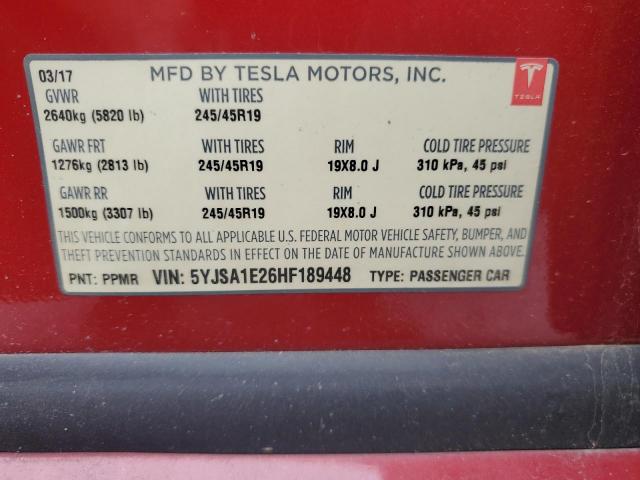 03/17 MFD BY TESLA MOTORS, INC.
TESLA
GVWR WITH TIRES
2640kg (5820 lb) 245/45R19
GAWR FRT WITH TIRES RIM COLD TIRE PRESSURE
1276kg (2813 lb) 245/45R19 19X8.0 J 310 kPa, 45 psi
GAWR RR WITH TIRES RIM COLD TIRE PRESSURE
1500kg (3307 lb) 245/45R19 19X8.0 J 310 kPa, 45 psi
THIS VEHICLE CONFORMS TO ALL APPLICABLE U.S. FEDERAL MOTOR VEHICLE SAFETY, BUMPER, AND
THEFT PREVENTION STANDARDS IN EFFECT ON THE DATE OF MANUFACTURE SHOWN ABOVE.
PNT: PPMR VIN: 5YJSA1E26HF189448 TYPE: PASSENGER CAR